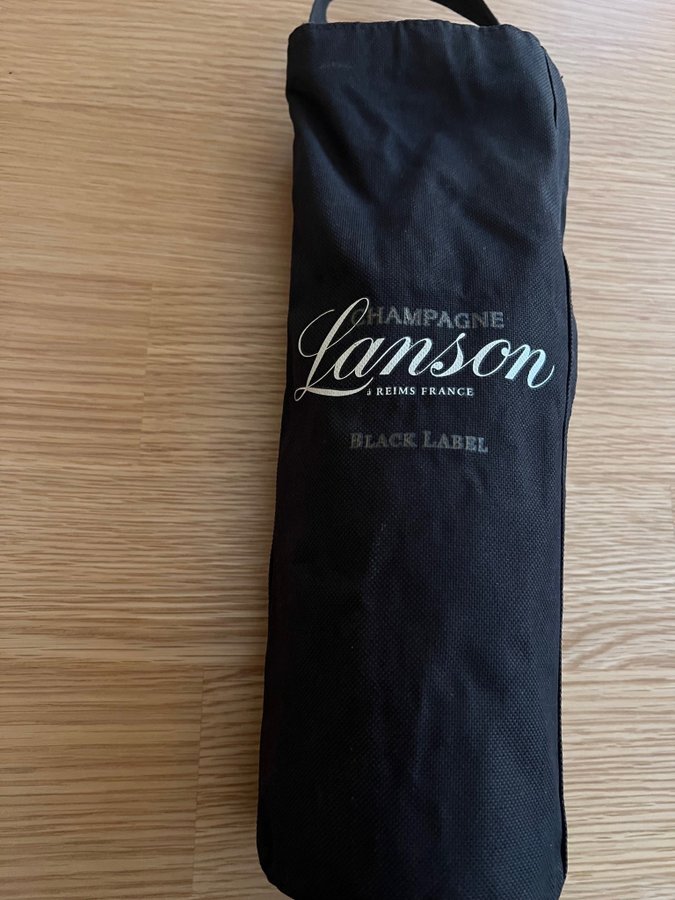 CHAMPAGNE
Lanson
à REIMS FRANCE
BLACK LABEL